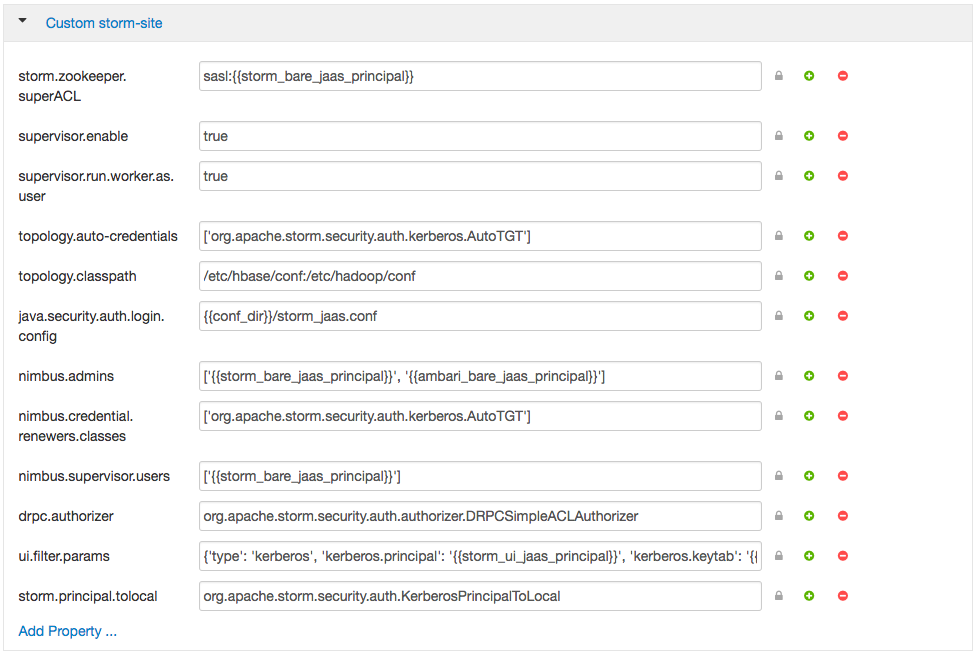 Custom storm-site
storm.zookeeper.
superACL
sasl:{{storm_bare_jaas_principal}}
supervisor.enable
true
supervisor.run.worker.as.
user
true
topology.auto-credentials
['org.apache.storm.security.auth.kerberos.AutoTGT']
topology.classpath
/etc/hbase/conf:/etc/hadoop/conf
java.security.auth.login.
config
{{conf_dir}}/storm_jaas.conf
nimbus.admins
['{{storm_bare_jaas_principal}}', '{{ambari_bare_jaas_principal}}']
nimbus.credential.
renewers.classes
['org.apache.storm.security.auth.kerberos.AutoTGT']
nimbus.supervisor.users
['{{storm_bare_jaas_principal}}']
drpc.authorizer
org.apache.storm.security.auth.authorizer.DRPCSimpleACLAuthorizer
ui.filter.params
{'type': 'kerberos', 'kerberos.principal': '{{storm_ui_jaas_principal}}', 'kerberos.keytab': '{{
storm.principal.tolocal
org.apache.storm.security.auth.KerberosPrincipalToLocal
Add Property ...